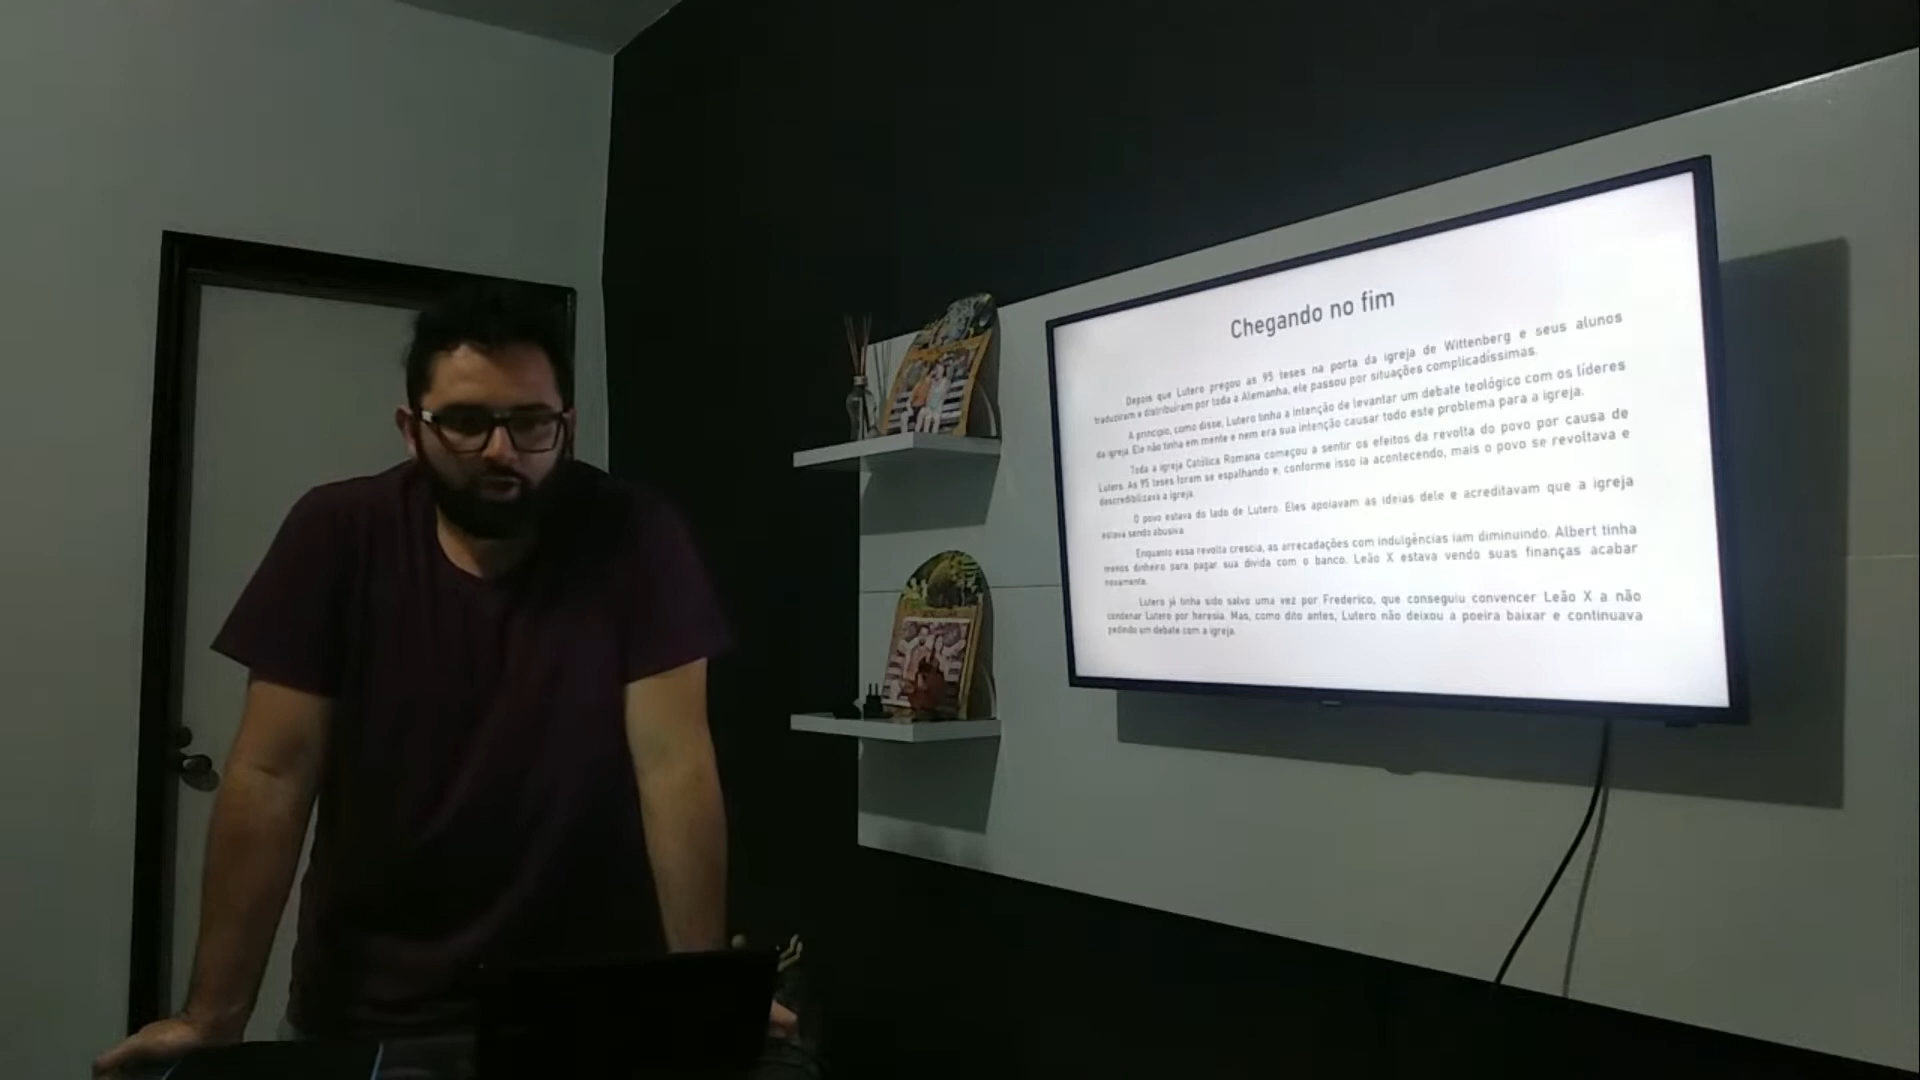 Chegando no fim
Depois que Lutero pregou as 95 teses na porta da igreja de Wittenberg e seus alunos
traduziram e distribuíram por toda a Alemanha, ele passou por situações complicadíssimas.
A princípio, como disse, Lutero tinha a intenção de levantar um debate teológico com os líderes
da igreja. Ele não tinha em mente e nem era sua intenção causar todo este problema para a igreja.
Toda a igreja Católica Romana começou a sentir os efeitos da revolta do povo por causa de
Lutero. As 95 teses foram se espalhando e, conforme isso ia acontecendo, mais o povo se revoltava e
descredibilizava a igreja.
O povo estava do lado de Lutero. Eles apoiavam as ideias dele e acreditavam que a igreja
estava sendo abusiva.
Enquanto essa revolta crescia, as arrecadações com indulgências iam diminuindo. Albert tinha
menos dinheiro para pagar sua dívida com o banco. Leão X estava vendo suas finanças acabar
novamente.
Lutero já tinha sido salvo uma vez por Frederico, que conseguiu convencer Leão X a não
condenar Lutero por heresia. Mas, como dito antes, Lutero não deixou a poeira baixar e continuava
pedindo um debate com a igreja.